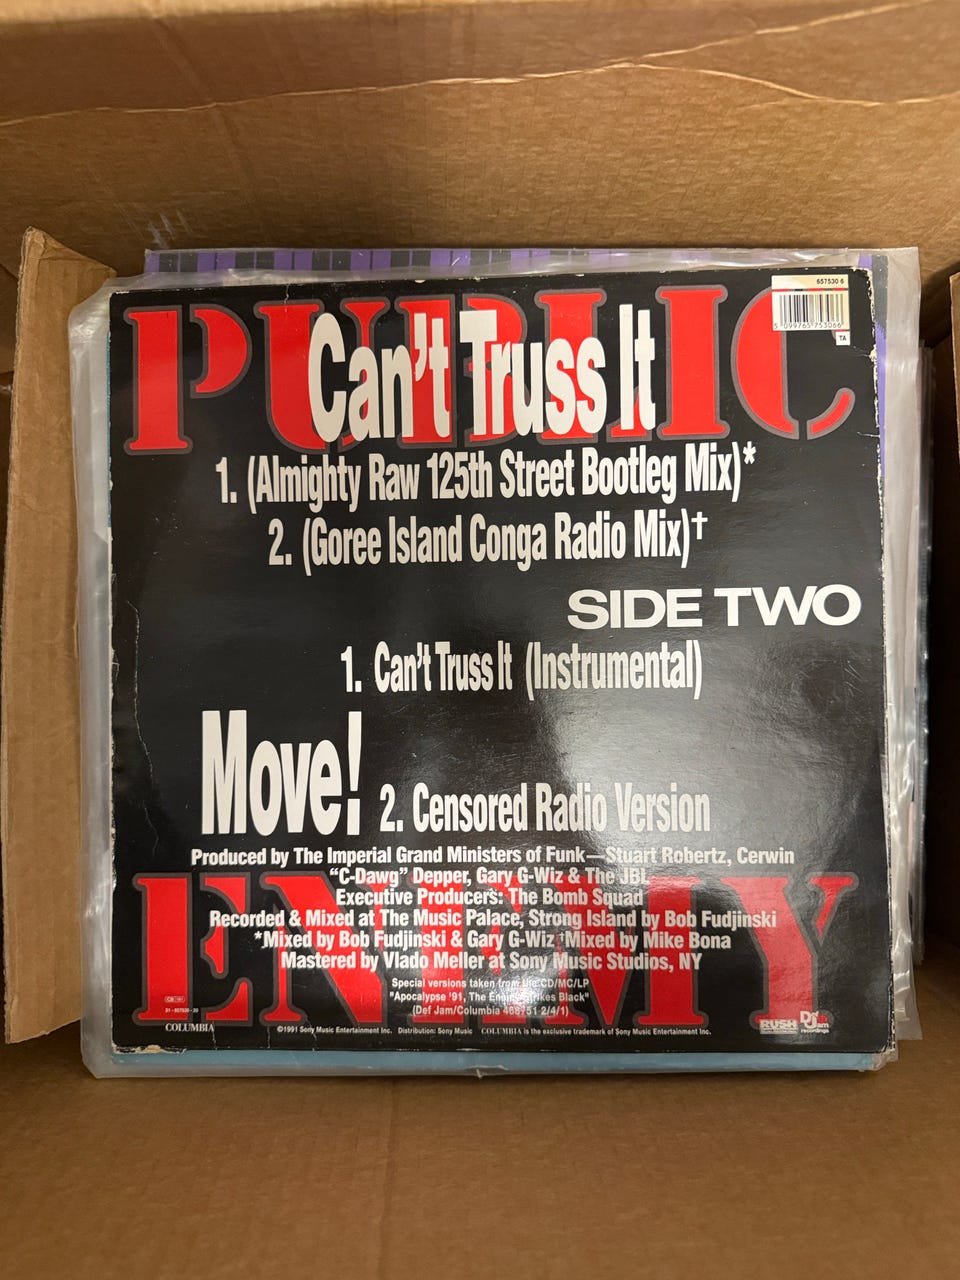 657530 6
5 099765 753066
TA
PUBLIC
Can't Truss It
1. (Almighty Raw 125th Street Bootleg Mix)*
2. (Goree Island Conga Radio Mix)†
SIDE TWO
1. Can't Truss It (Instrumental)
Move! 2. Censored Radio Version
Produced by The Imperial Grand Ministers of Funk—Stuart Robertz, Cerwin
"C-Dawg" Depper, Gary G-Wiz & The JBL
Executive Producers: The Bomb Squad
Recorded & Mixed at The Music Palace, Strong Island by Bob Fudjinski
*Mixed by Bob Fudjinski & Gary G-Wiz †Mixed by Mike Bona
Mastered by Vlado Meller at Sony Music Studios, NY
ENEMY
Special versions taken from the CD/MC/LP
"Apocalypse '91, The Enemy Strikes Black"
(Def Jam/Columbia 468751 2/4/1)
COLUMBIA
©1991 Sony Music Entertainment Inc. Distribution: Sony Music COLUMBIA is the exclusive trademark of Sony Music Entertainment Inc.
RUSH
Def Jam
recordings